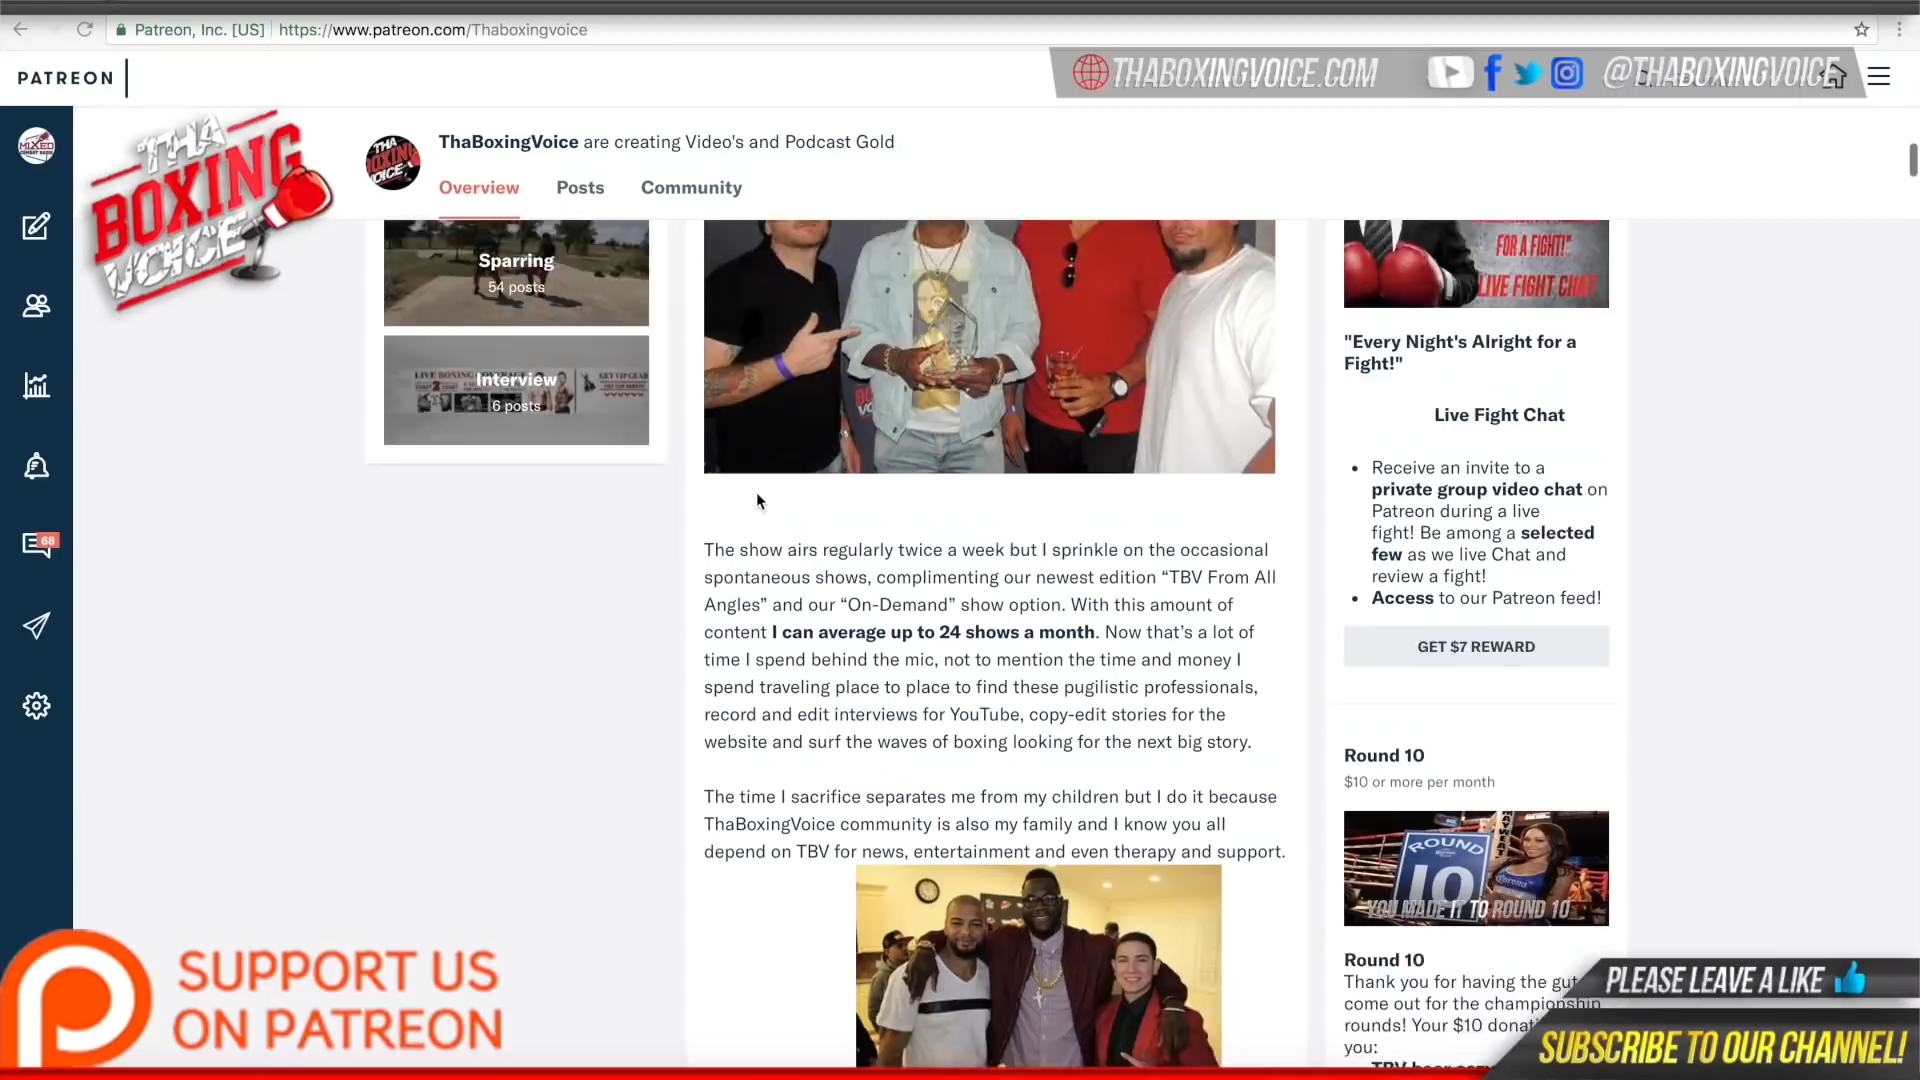 Patreon, Inc. [US] https://www.patreon.com/Thaboxingvoice
PATREON
THABOXINGVOICE.COM
@THABOXINGVOICE
THA
BOXING
VOICE
ThaBoxingVoice are creating Video's and Podcast Gold
Overview Posts Community
Sparring
54 posts
Interview
6 posts
68
The show airs regularly twice a week but I sprinkle on the occasional
spontaneous shows, complimenting our newest edition “TBV From All
Angles” and our “On-Demand” show option. With this amount of
content I can average up to 24 shows a month. Now that’s a lot of
time I spend behind the mic, not to mention the time and money I
spend traveling place to place to find these pugilistic professionals,
record and edit interviews for YouTube, copy-edit stories for the
website and surf the waves of boxing looking for the next big story.
The time I sacrifice separates me from my children but I do it because
ThaBoxingVoice community is also my family and I know you all
depend on TBV for news, entertainment and even therapy and support.
FOR A FIGHT!"
LIVE FIGHT CHAT
"Every Night's Alright for a
Fight!"
Live Fight Chat
• Receive an invite to a
private group video chat on
Patreon during a live
fight! Be among a selected
few as we live Chat and
review a fight!
• Access to our Patreon feed!
GET $7 REWARD
Round 10
$10 or more per month
ROUND
10
Corona
YOU MADE IT TO ROUND 10
Round 10
Thank you for having the
come out for the championship
rounds! Your $10
you:
SUPPORT US
ON PATREON
PLEASE LEAVE A LIKE
SUBSCRIBE TO OUR CHANNEL!